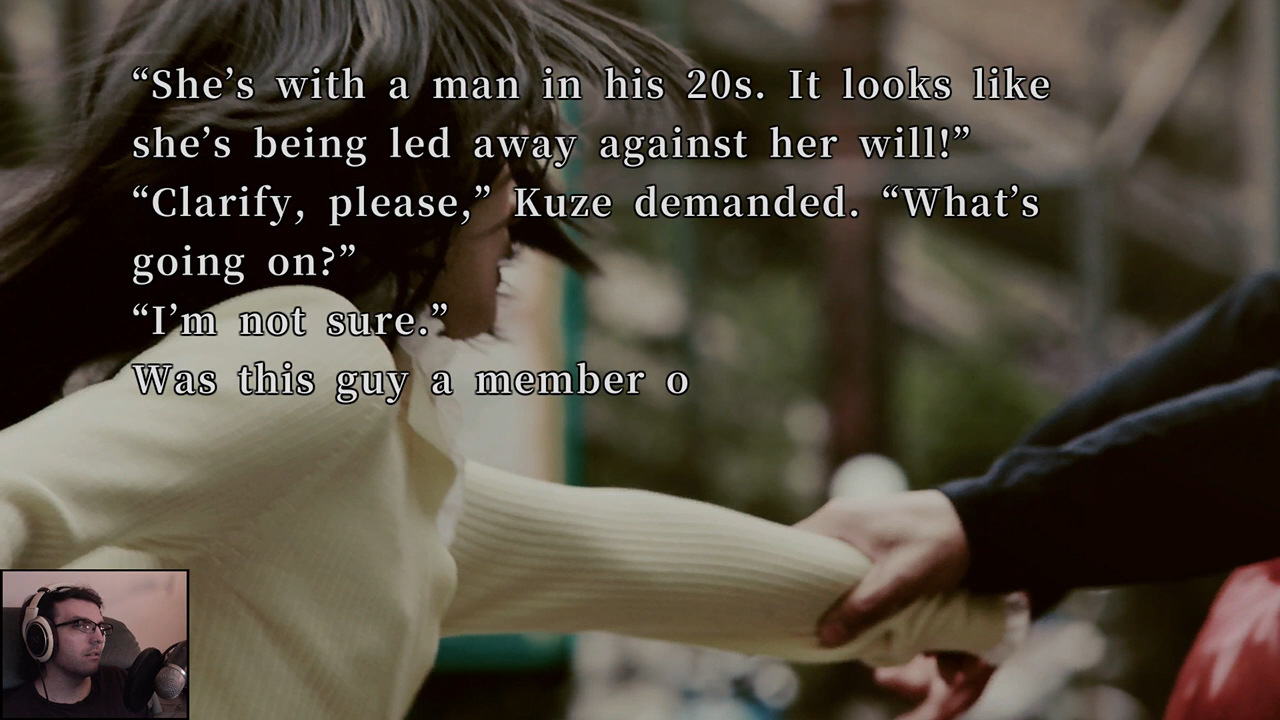 “She’s with a man in his 20s. It looks like
she’s being led away against her will!”
“Clarify, please,” Kuze demanded. “What’s
going on?”
“I’m not sure.”
Was this guy a member o